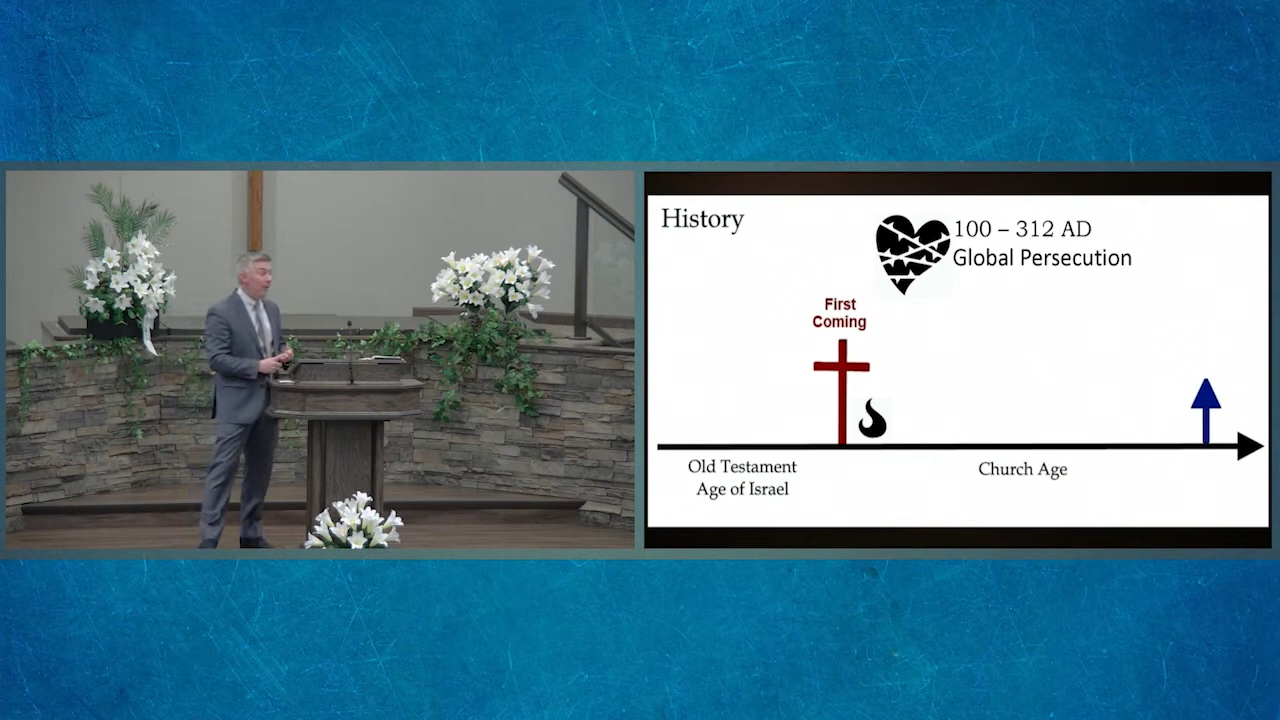 History
100 – 312 AD
Global Persecution
First
Coming
Old Testament
Age of Israel
Church Age